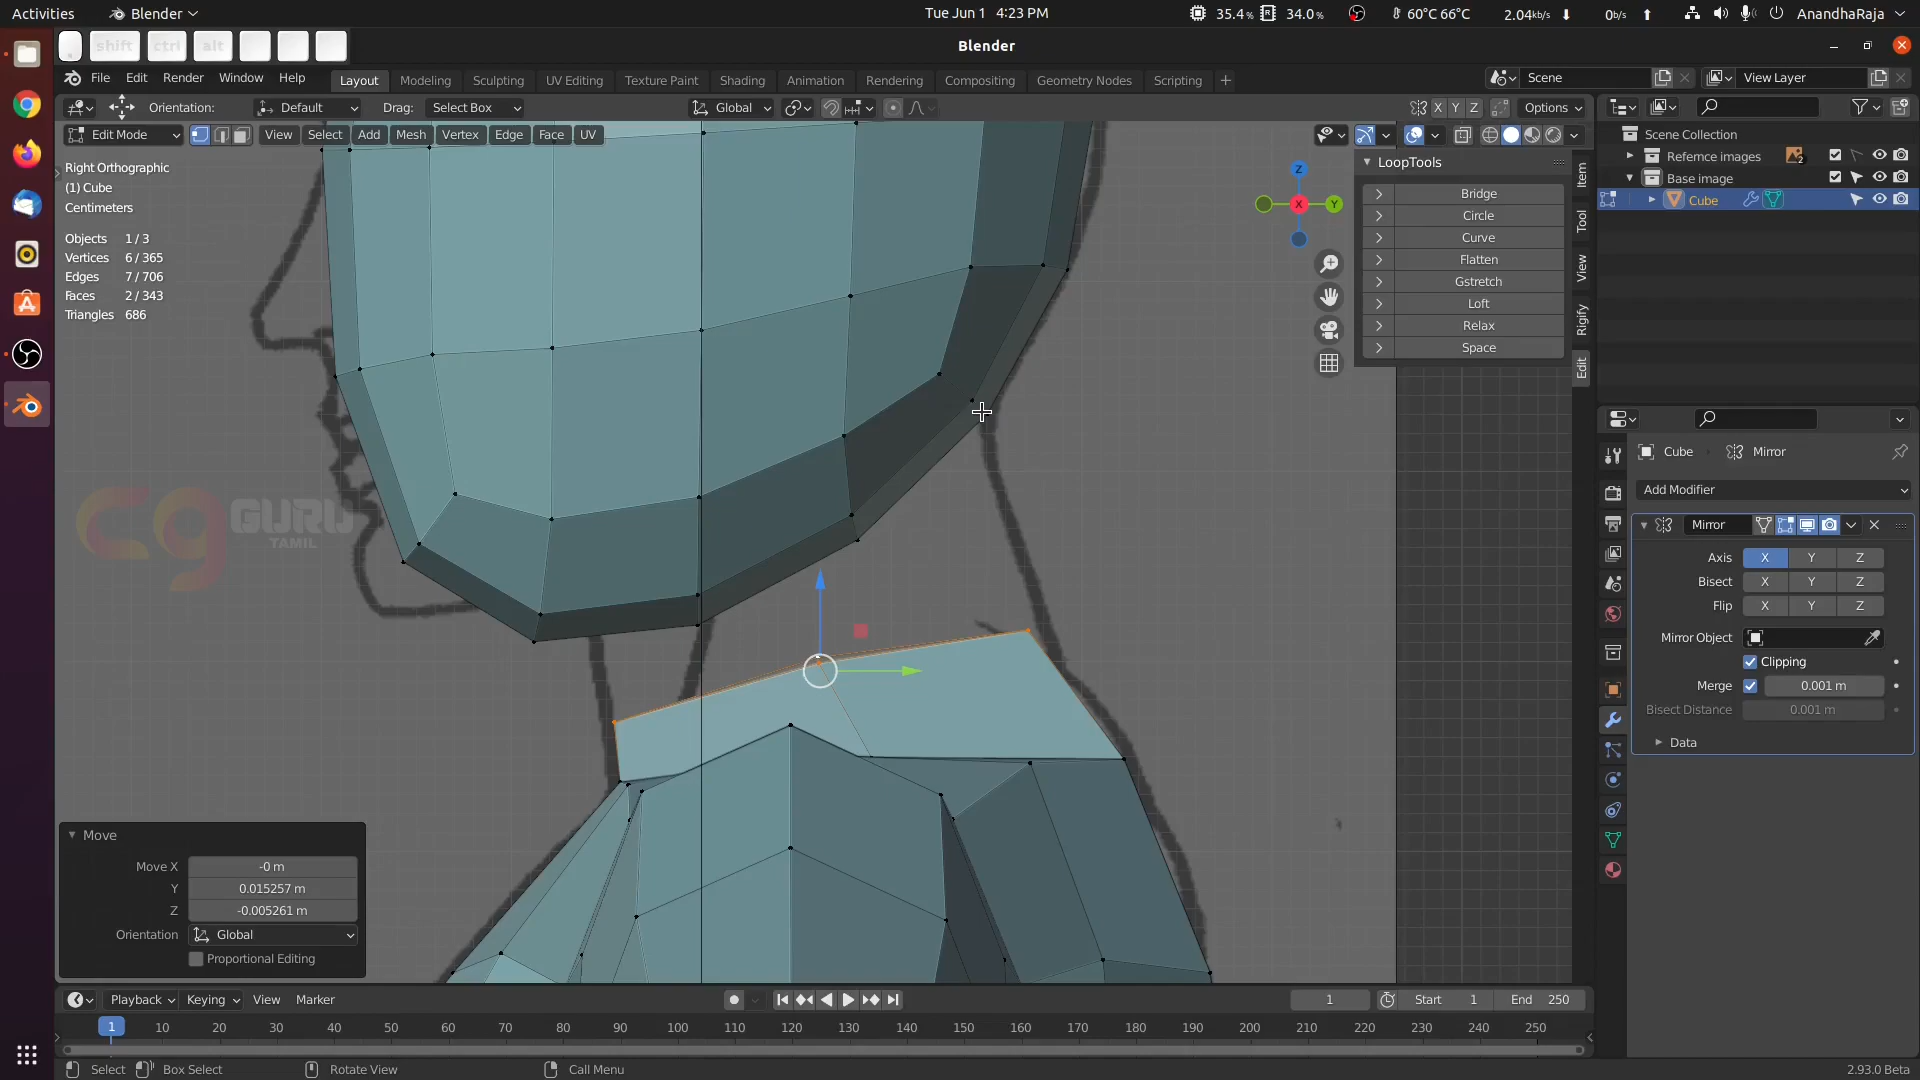 Activities
Blender
Tue Jun 1 4:23 PM
35.4 %
34.0 %
60°C 66°C
2.04kb/s
0b/s
AnandhaRaja
shift
ctrl
alt
Blender
File
Edit
Render
Window
Help
Layout
Modeling
Sculpting
UV Editing
Texture Paint
Shading
Animation
Rendering
Compositing
Geometry Nodes
Scripting
+
Scene
View Layer
Orientation:
Default
Drag:
Select Box
Global
X
Y
Z
Options
Edit Mode
View
Select
Add
Mesh
Vertex
Edge
Face
UV
Right Orthographic
(1) Cube
Centimeters
Objects 1 / 3
Vertices 6 / 365
Edges 7 / 706
Faces 2 / 343
Triangles 686
Z
X
Y
LoopTools
Bridge
Circle
Curve
Flatten
Gstretch
Loft
Relax
Space
Item
Tool
View
Rigify
Edit
Scene Collection
Refemce images
2
Base image
Cube
Cube
Mirror
Add Modifier
Mirror
Axis X Y Z
Bisect X Y Z
Flip X Y Z
Mirror Object
Clipping
Merge 0.001 m
Bisect Distance 0.001 m
Data
cg GURU
TAMIL
Move
Move X -0 m
Y 0.015257 m
Z -0.005261 m
Orientation Global
Proportional Editing
Playback
Keying
View
Marker
1
Start 1
End 250
1 10 20 30 40 50 60 70 80 90 100 110 120 130 140 150 160 170 180 190 200 210 220 230 240 250
Select
Box Select
Rotate View
Call Menu
2.93.0 Beta